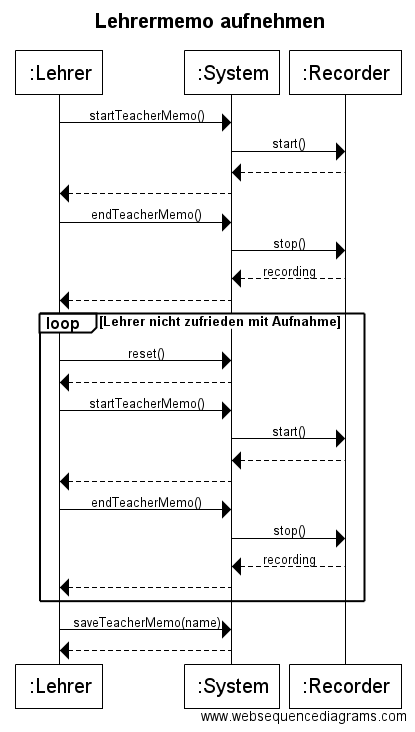 Lehrermemo aufnehmen
:Lehrer :System :Recorder
startTeacherMemo()
start()
endTeacherMemo()
stop()
recording
loop [Lehrer nicht zufrieden mit Aufnahme]
reset()
startTeacherMemo()
start()
endTeacherMemo()
stop()
recording
saveTeacherMemo(name)
:Lehrer :System :Recorder
www.websequencediagrams.com